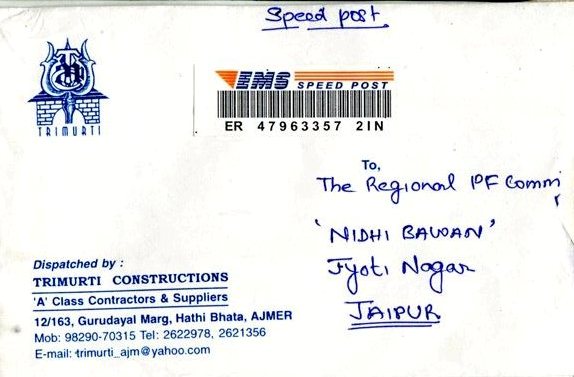 Speed post
TRIMURTI
EMS SPEED POST
ER 47963357 2IN
To,
The Regional PF Commi
'NIDHI BAWAN'
Jyoti Nagar
JAIPUR
Dispatched by :
TRIMURTI CONSTRUCTIONS
'A' Class Contractors & Suppliers
12/163, Gurudayal Marg, Hathi Bhata, AJMER
Mob: 98290-70315 Tel: 2622978, 2621356
E-mail: trimurti_ajm@yahoo.com